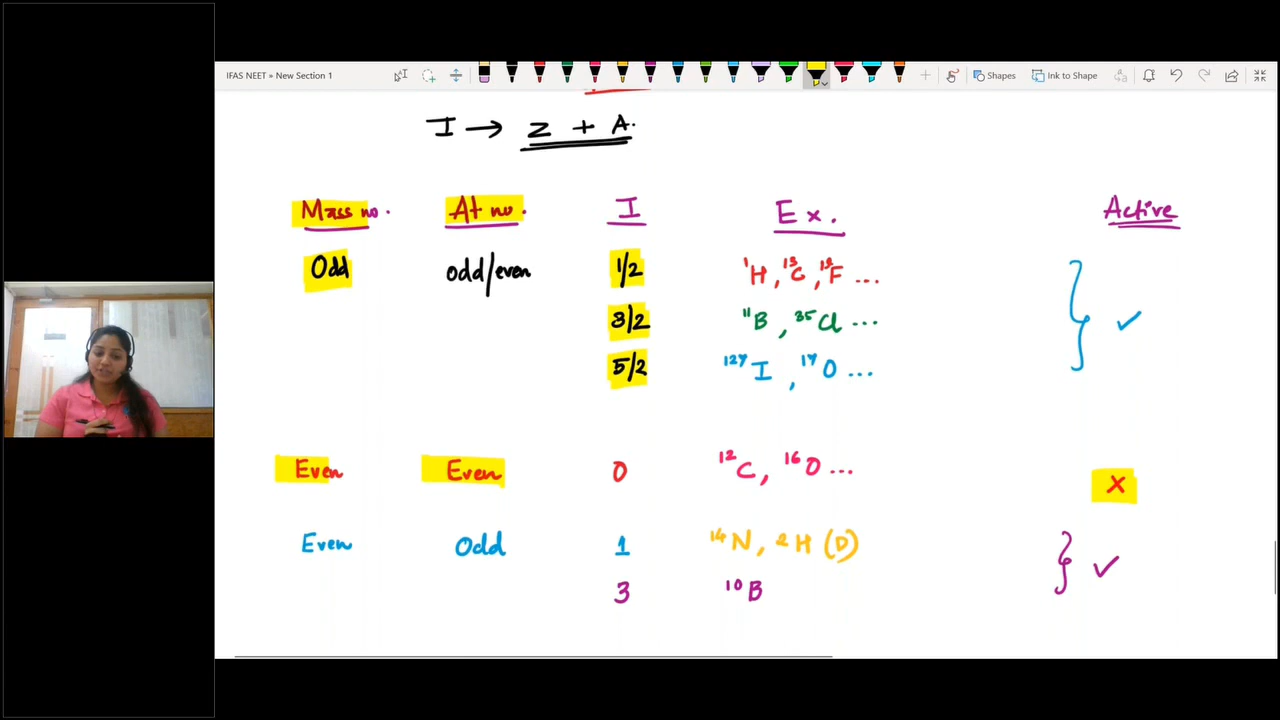 IFAS NEET » New Section 1
Shapes
Ink to Shape
I → Z + A.
Mass no. At no. I Ex. Active
Odd odd/even 1/2 ¹H, ¹³C, ¹⁹F ...
3/2 ¹¹B, ³⁵Cl ... ✓
5/2 ¹²⁷I, ¹⁷O ...
Even Even 0 ¹²C, ¹⁶O ... X
Even Odd 1 ¹⁴N, ²H (D) ✓
3 ¹⁰B